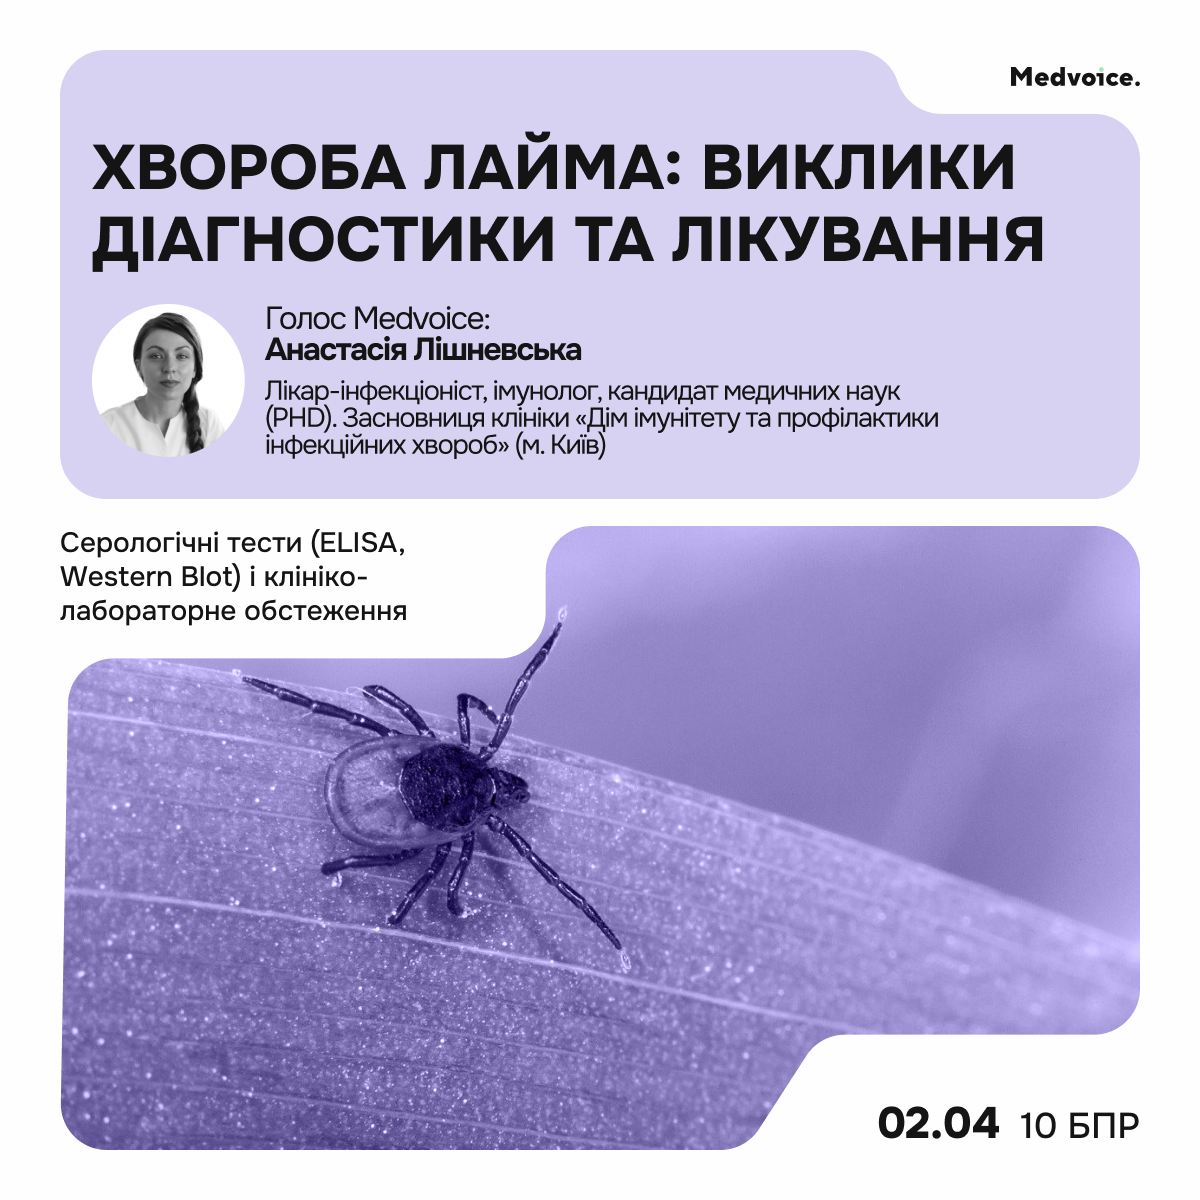 Medvoice.
ХВОРОБА ЛАЙМА: ВИКЛИКИ
ДІАГНОСТИКИ ТА ЛІКУВАННЯ
Голос Medvoice:
Анастасія Лішневська
Лікар-інфекціоніст, імунолог, кандидат медичних наук
(PHD). Засновниця клініки «Дім імунітету та профілактики
інфекційних хвороб» (м. Київ)
Серологічні тести (ELISA,
Western Blot) і клініко-
лабораторне обстеження
02.04 10 БПР